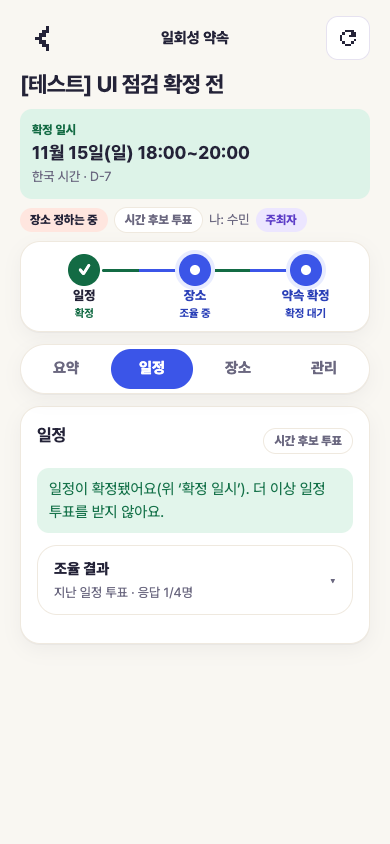 일회성 약속
[테스트] UI 점검 확정 전
확정 일시
11월 15일(일) 18:00~20:00
한국 시간 · D-7
장소 정하는 중 시간 후보 투표 나: 수민 주최자
일정 장소 약속 확정
확정 조율 중 확정 대기
요약 일정 장소 관리
일정 시간 후보 투표
일정이 확정됐어요(위 ‘확정 일시’). 더 이상 일정
투표를 받지 않아요.
조율 결과
지난 일정 투표 · 응답 1/4명